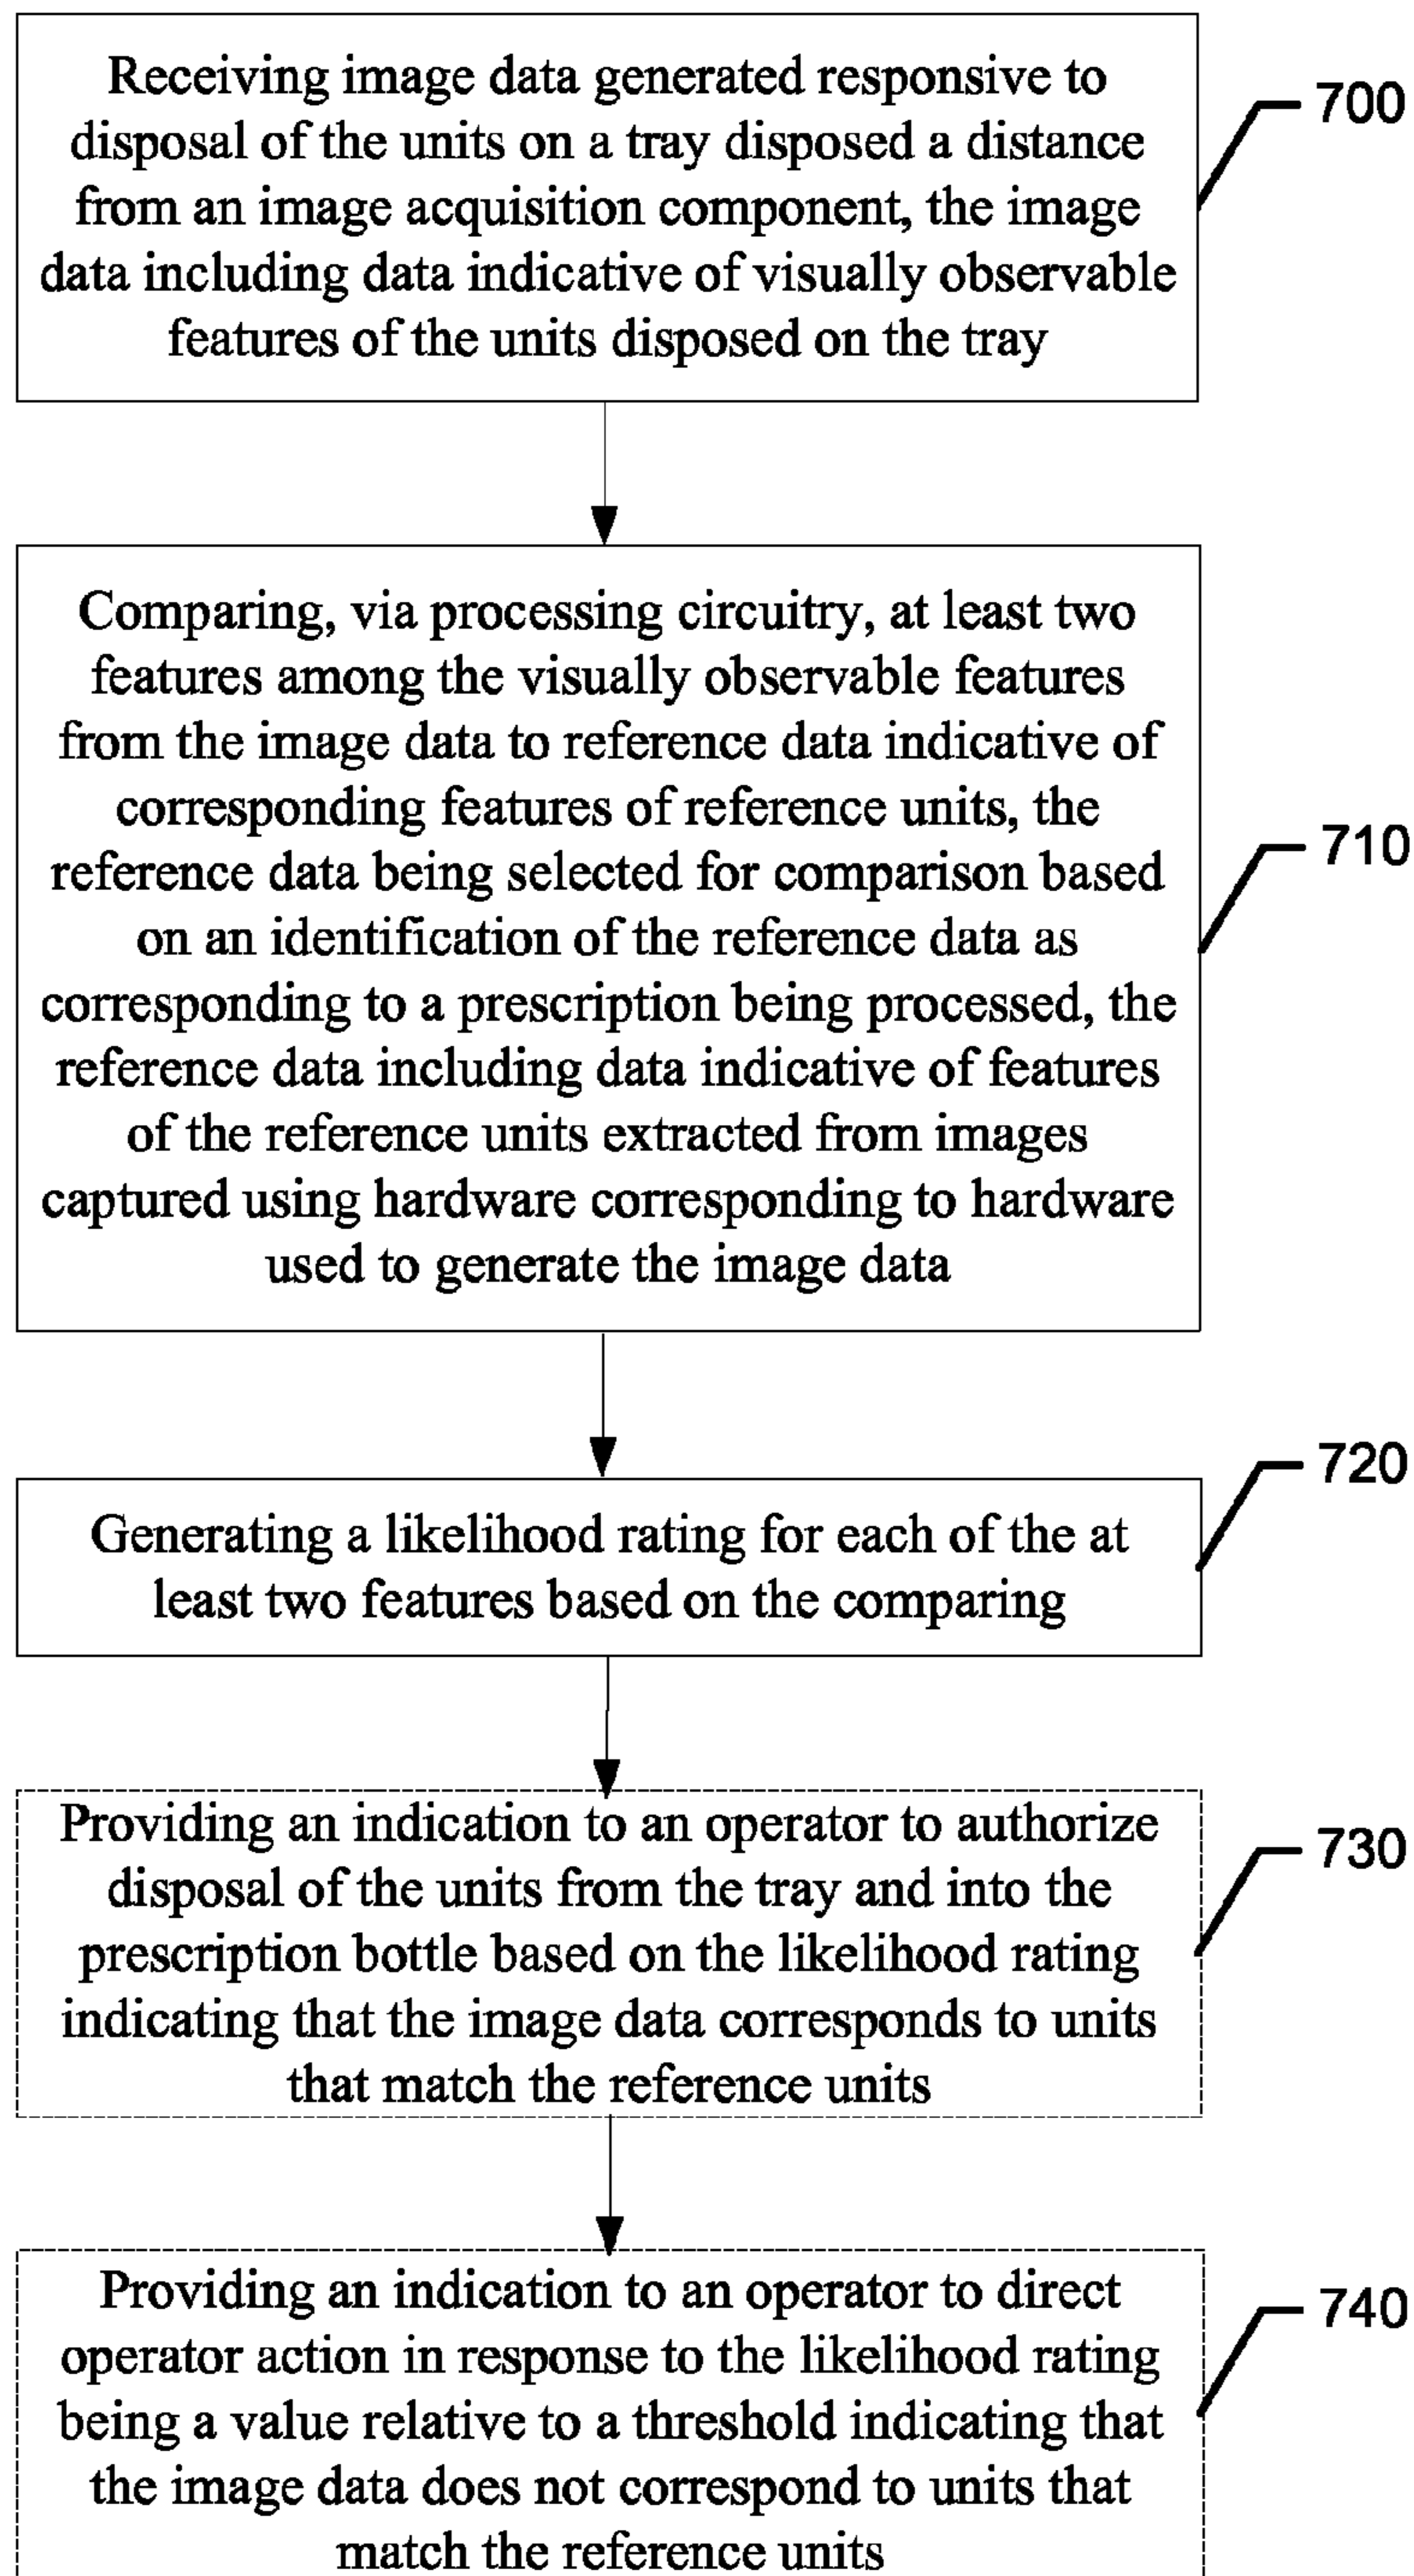 Receiving image data generated responsive to
disposal of the units on a tray disposed a distance
from an image acquisition component, the image
data including data indicative of visually observable
features of the units disposed on the tray
700
Comparing, via processing circuitry, at least two
features among the visually observable features
from the image data to reference data indicative of
corresponding features of reference units, the
reference data being selected for comparison based
on an identification of the reference data as
corresponding to a prescription being processed, the
reference data including data indicative of features
of the reference units extracted from images
captured using hardware corresponding to hardware
used to generate the image data
710
Generating a likelihood rating for each of the at
least two features based on the comparing
720
Providing an indication to an operator to authorize
disposal of the units from the tray and into the
prescription bottle based on the likelihood rating
indicating that the image data corresponds to units
that match the reference units
730
Providing an indication to an operator to direct
operator action in response to the likelihood rating
being a value relative to a threshold indicating that
the image data does not correspond to units that
match the reference units
740